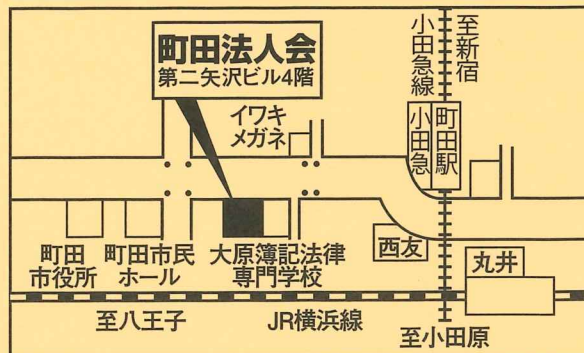 町田法人会
第二矢沢ビル4階
小田急線
至新宿
イワキ
メガネ
小田急
町田駅
町田
市役所
町田市民
ホール
大原簿記法律
専門学校
西友
丸井
至八王子
JR横浜線
至小田原